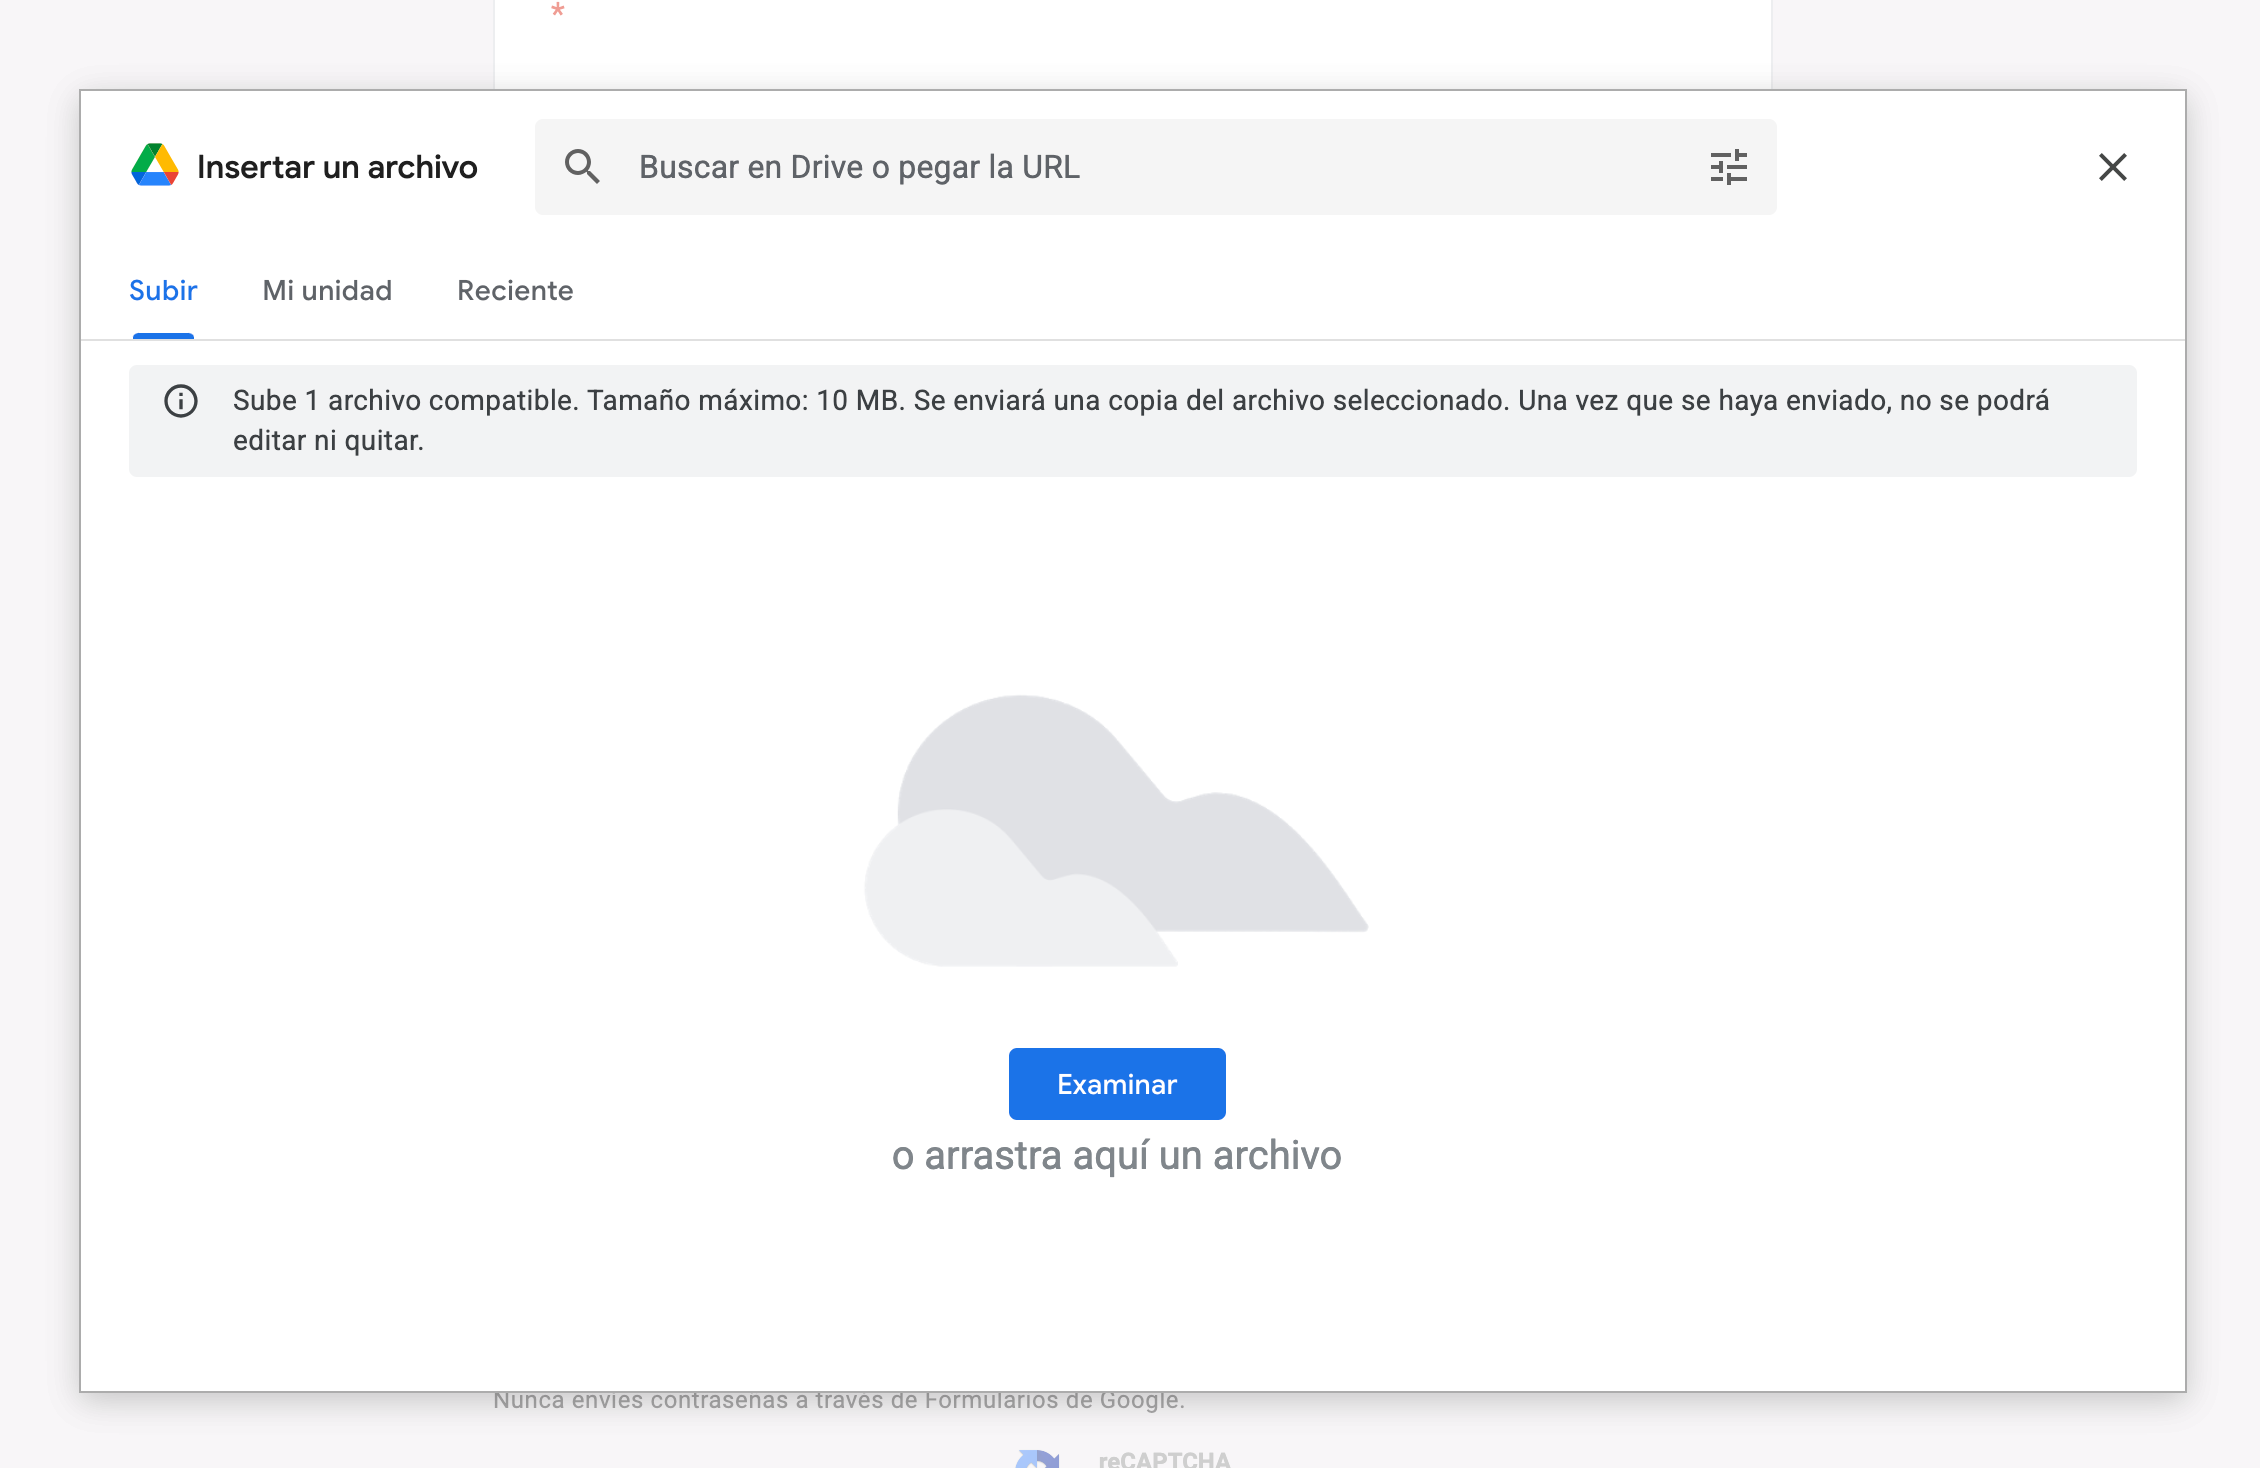 *
Insertar un archivo
Buscar en Drive o pegar la URL
Subir
Mi unidad
Reciente
Sube 1 archivo compatible. Tamaño máximo: 10 MB. Se enviará una copia del archivo seleccionado. Una vez que se haya enviado, no se podrá
editar ni quitar.
Examinar
o arrastra aquí un archivo
Nunca envíes contraseñas a través de Formularios de Google.
reCAPTCHA